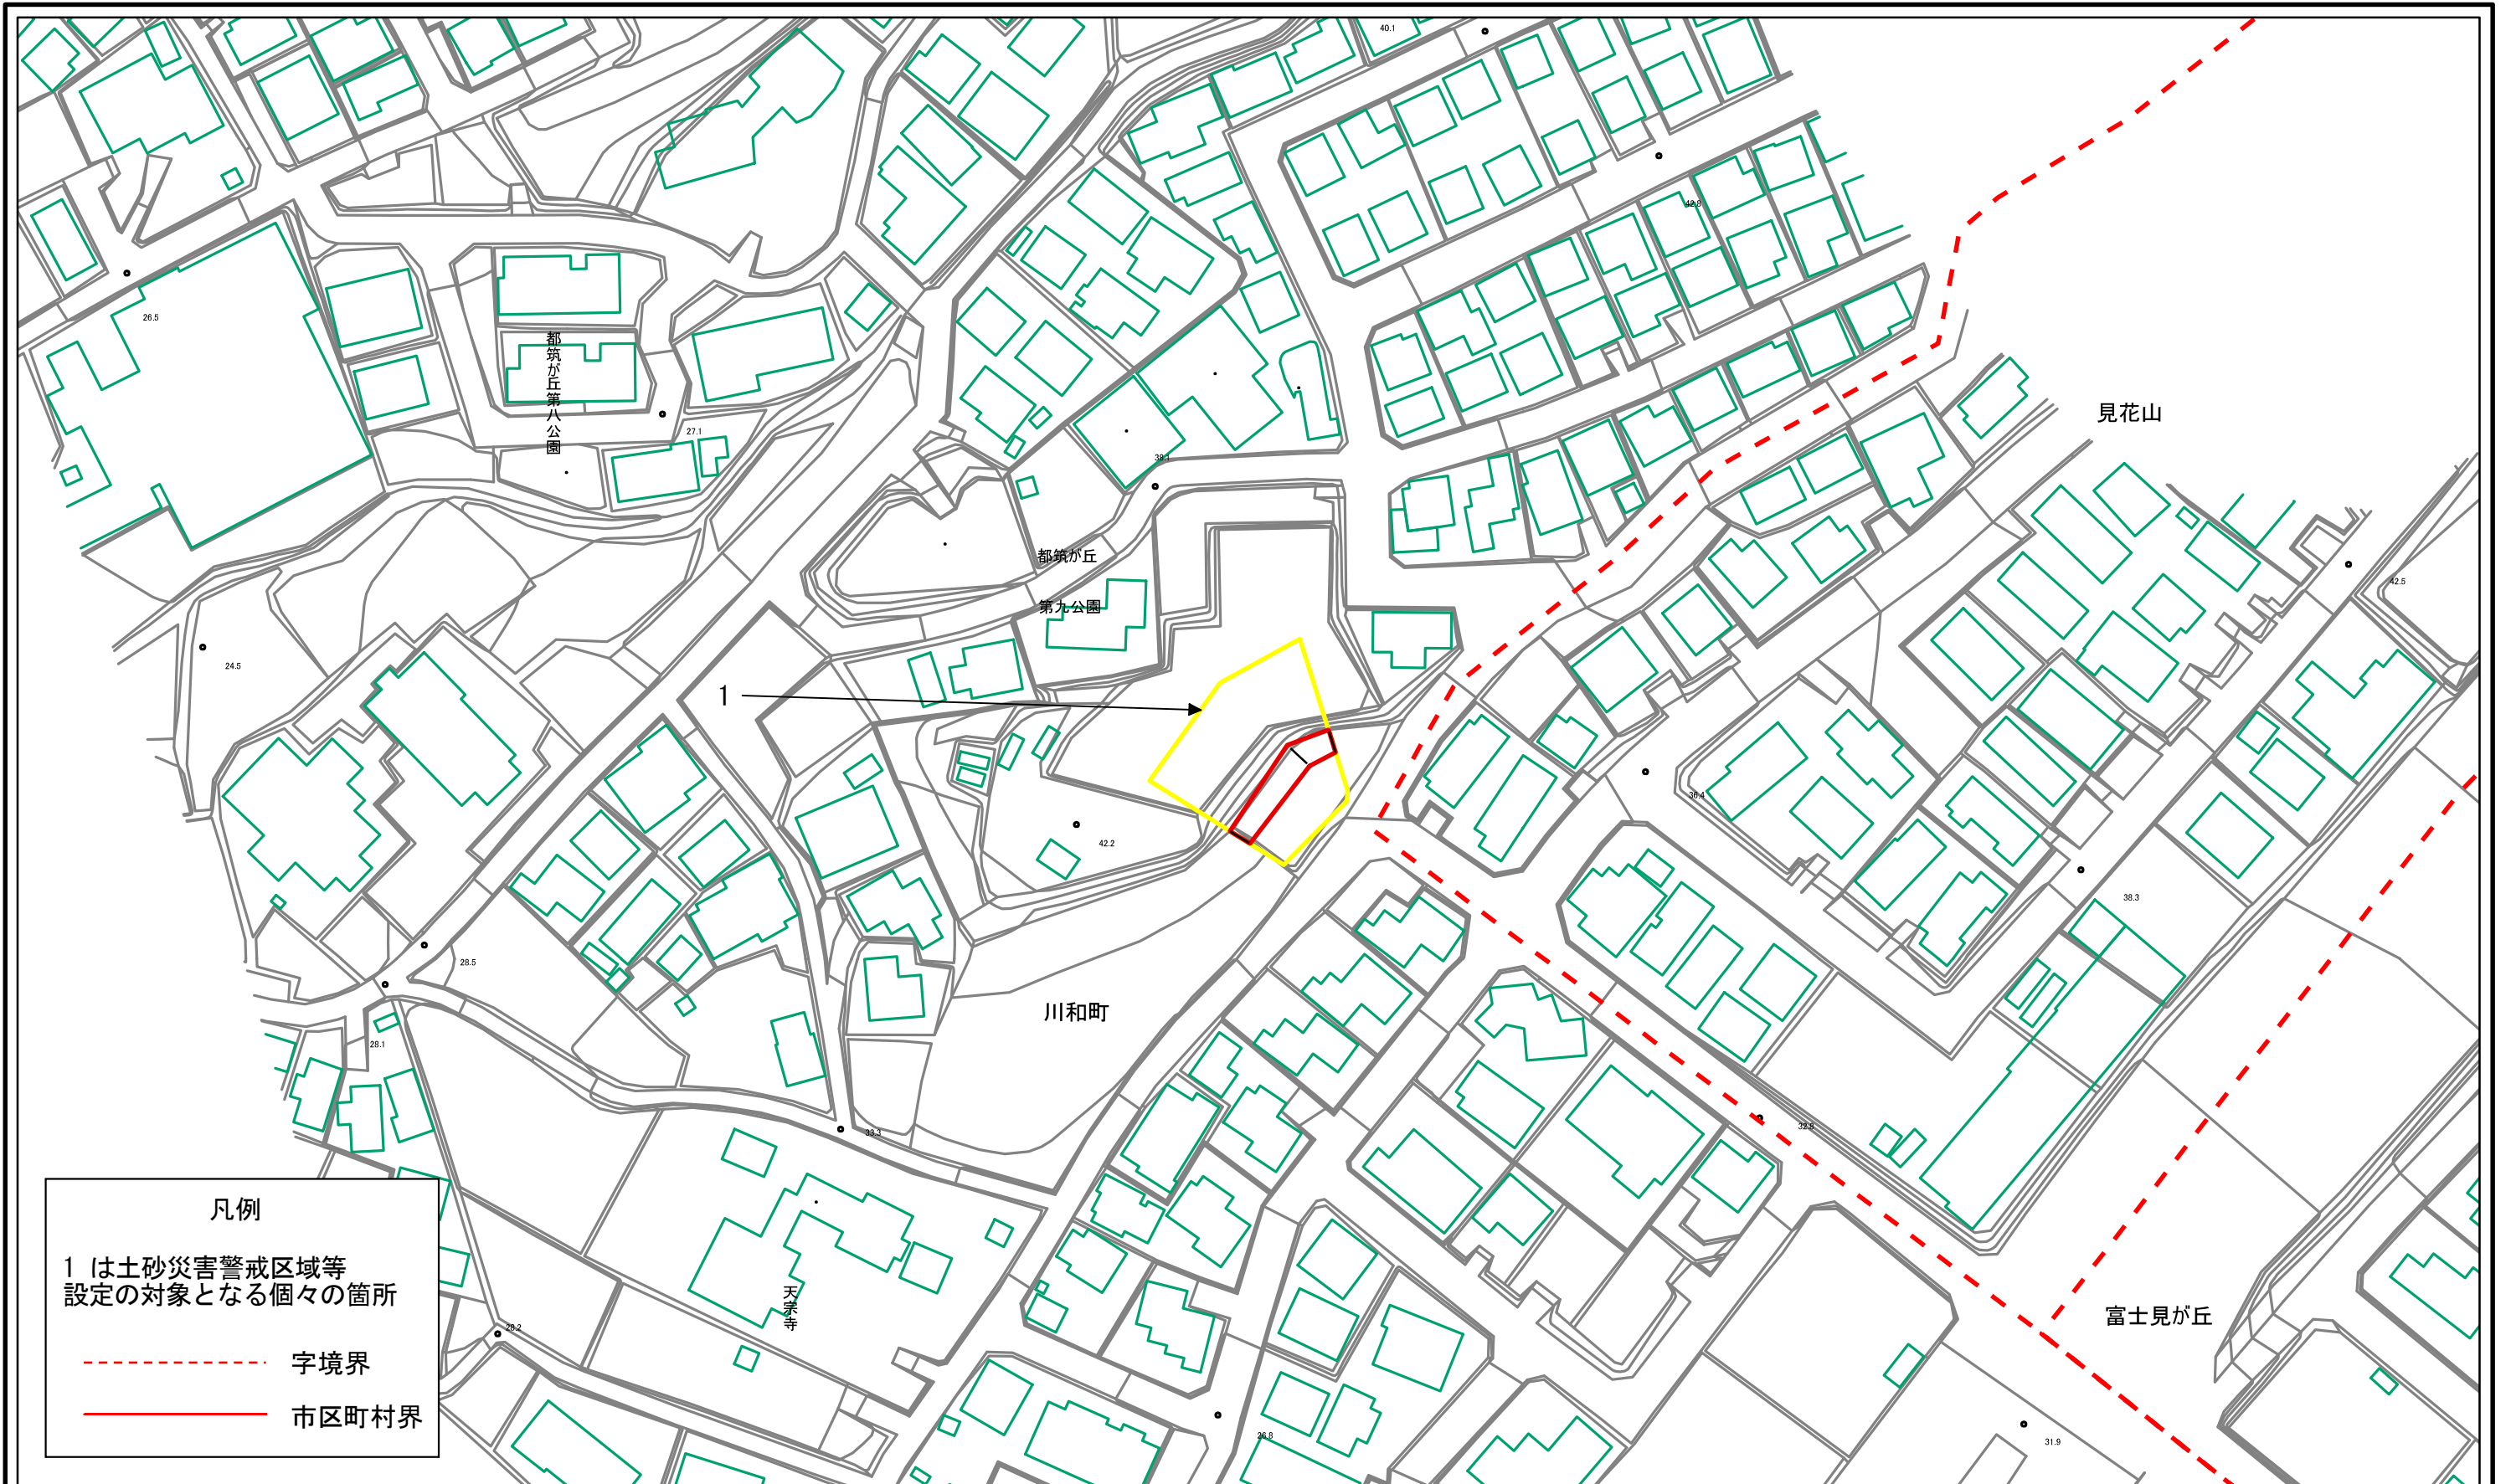 40.1
42.8
26.5
都筑が丘第八公園
27.1
見花山
39.1
都筑が丘
42.5
第九公園
24.5
1
36.4
42.2
38.3
28.5
川和町
28.1
33.3
32.8
凡例
1 は土砂災害警戒区域等
設定の対象となる個々の箇所
字境界
市区町村界
天宗寺
28.2
富士見が丘
26.8
31.9